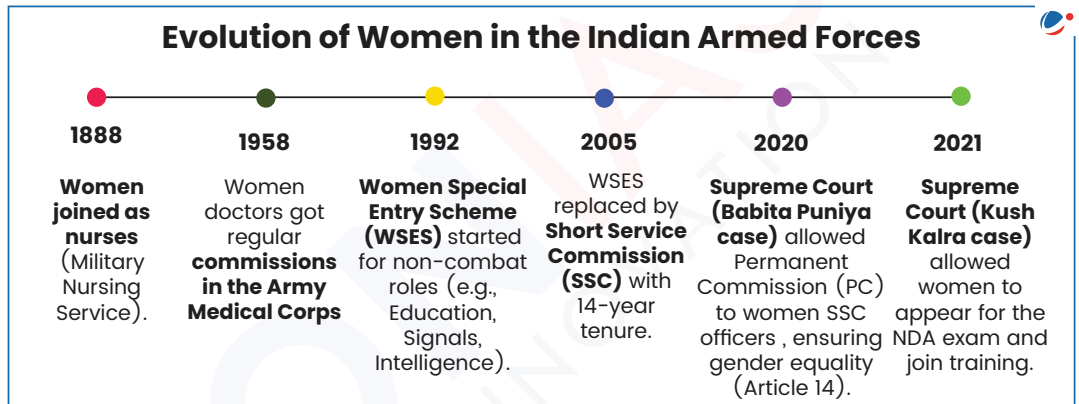 Evolution of Women in the Indian Armed Forces
1888
Women
joined as
nurses
(Military
Nursing
Service).
1958
Women
doctors got
regular
commissions
in the Army
Medical Corps
1992
Women Special
Entry Scheme
(WSES) started
for non-combat
roles (e.g.,
Education,
Signals,
Intelligence).
2005
WSES
replaced by
Short Service
Commission
(SSC) with
14-year
tenure.
2020
Supreme Court
(Babita Puniya
case) allowed
Permanent
Commission (PC)
to women SSC
officers , ensuring
gender equality
(Article 14).
2021
Supreme
Court (Kush
Kalra case)
allowed
women to
appear for the
NDA exam and
join training.